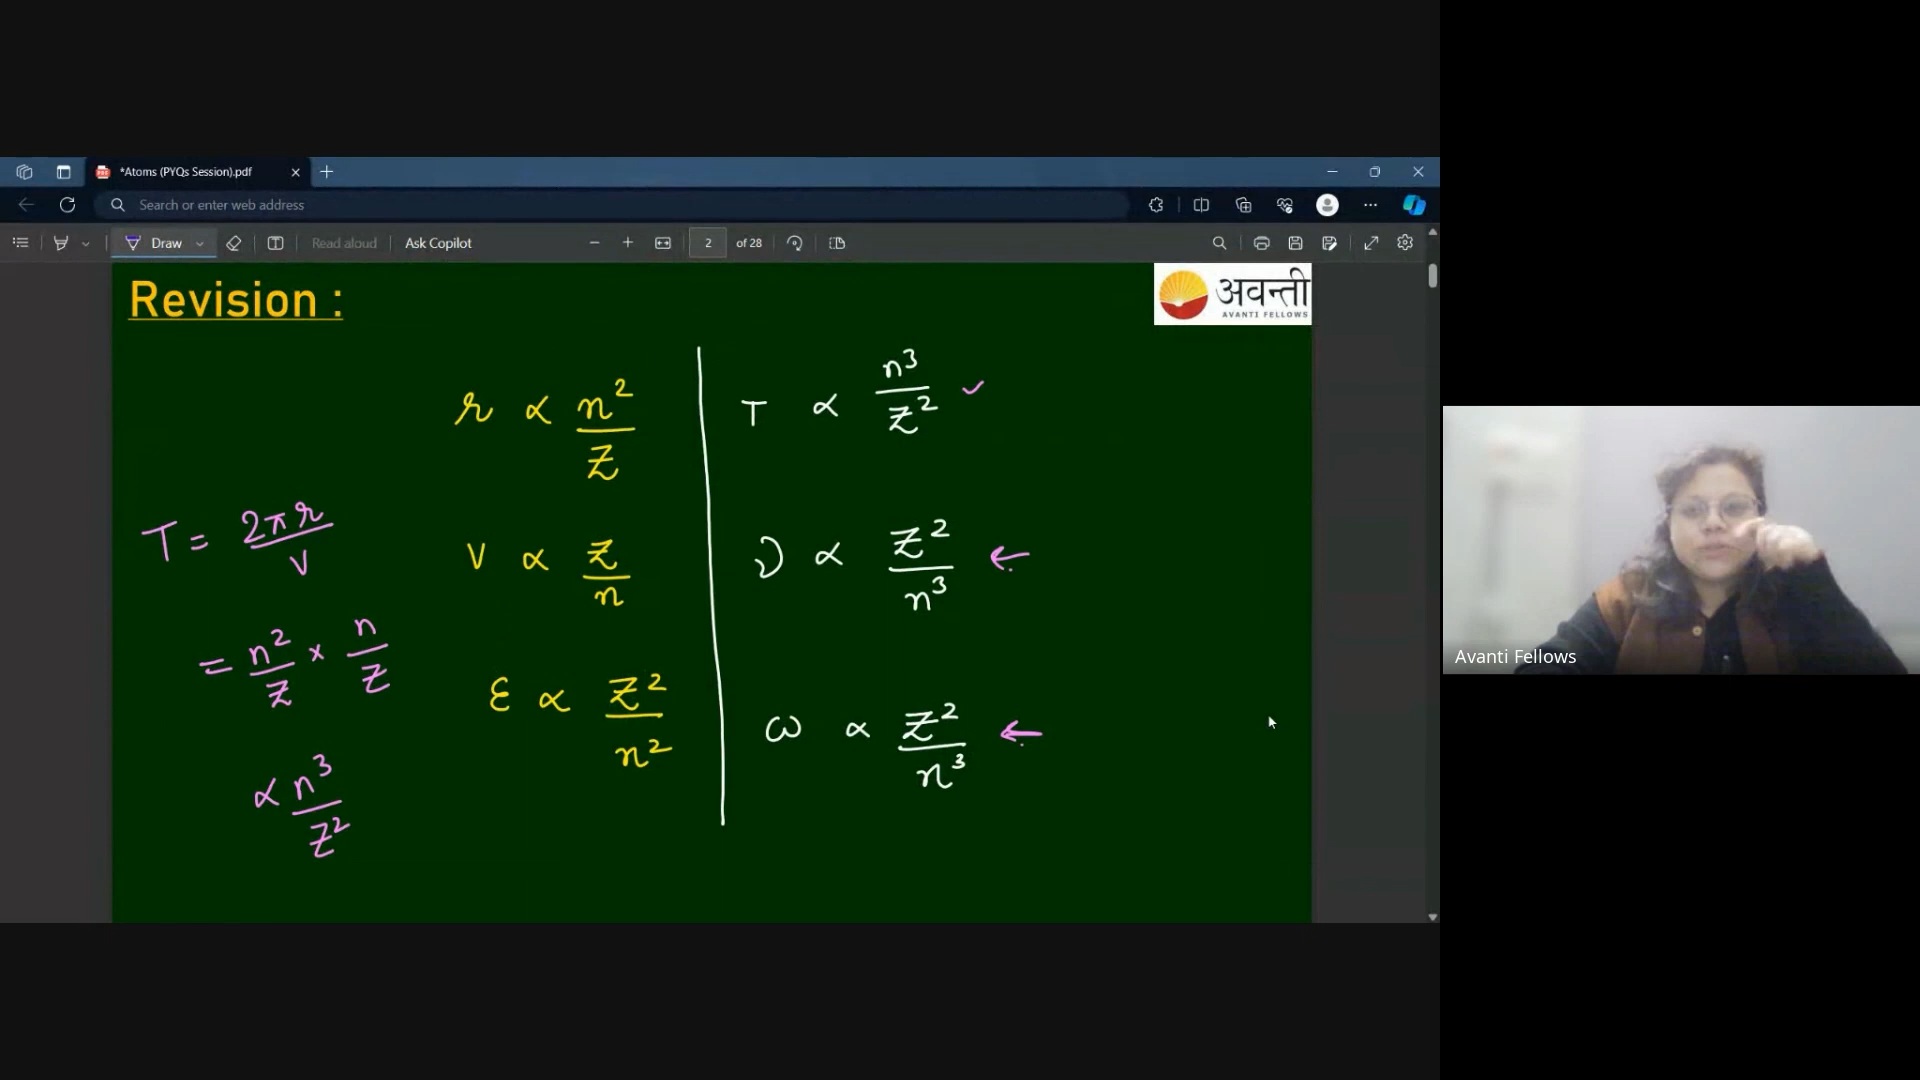 *Atoms (PYQs Session).pdf
Search or enter web address
Draw
Read aloud
Ask Copilot
2 of 28
Revision :
अवन्ती
AVANTI FELLOWS
r ∝ n²/Z
V ∝ Z/n
E ∝ Z²/n²
T ∝ n³/Z² ✓
ν ∝ Z²/n³ ←
ω ∝ Z²/n³ ←
T = 2πr/V
= n²/Z × n/Z
∝ n³/Z²
Avanti Fellows